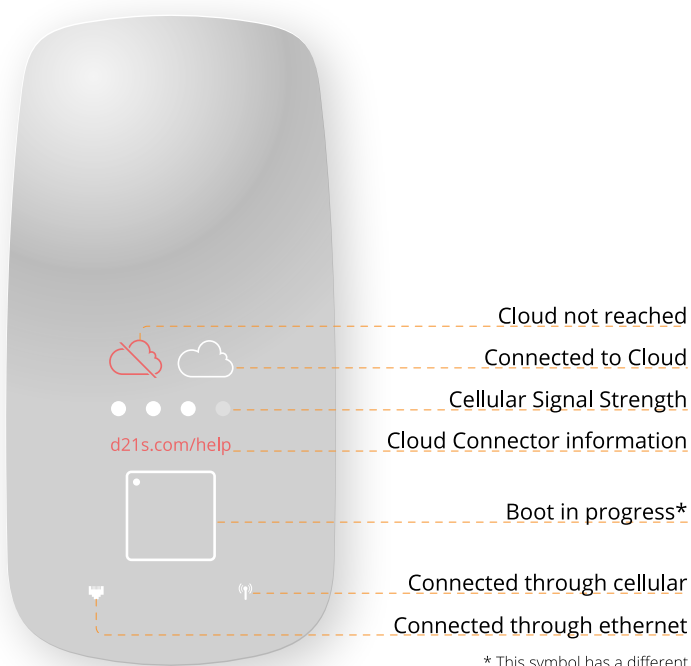 Cloud not reached
Connected to Cloud
Cellular Signal Strength
d21s.com/help
Cloud Connector information
Boot in progress*
Connected through cellular
Connected through ethernet
* This symbol has a different